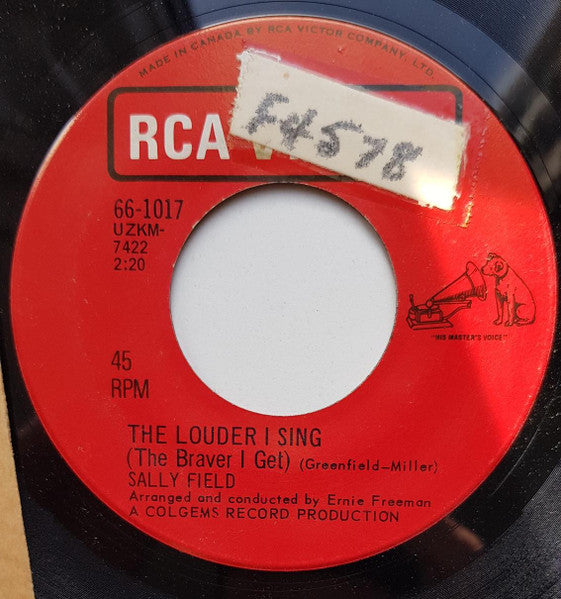 MADE IN CANADA BY RCA VICTOR COMPANY, LTD.
F4578
RCA
66-1017
UZKM-
7422
2:20
"HIS MASTER'S VOICE"
45
RPM
THE LOUDER I SING
(The Braver I Get) (Greenfield-Miller)
SALLY FIELD
Arranged and conducted by Ernie Freeman
A COLGEMS RECORD PRODUCTION